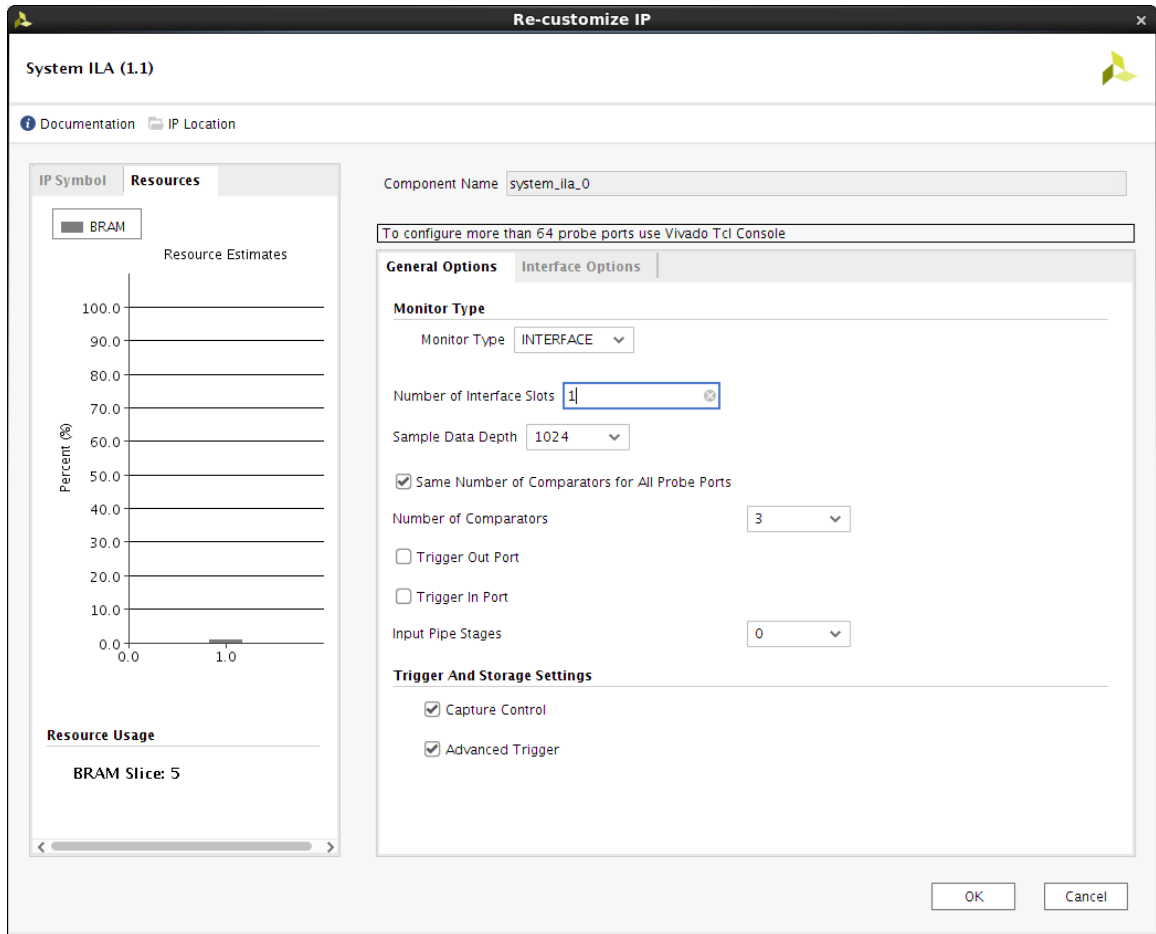 Re-customize IP
System ILA (1.1)
Documentation IP Location
IP Symbol Resources
BRAM
Resource Estimates
100.0
90.0
80.0
70.0
60.0
50.0
40.0
30.0
20.0
10.0
0.0
0.0 1.0
Percent (%)
Resource Usage
BRAM Slice: 5
Component Name system_ila_0
To configure more than 64 probe ports use Vivado Tcl Console
General Options Interface Options
Monitor Type
Monitor Type INTERFACE
Number of Interface Slots 1
Sample Data Depth 1024
Same Number of Comparators for All Probe Ports
Number of Comparators 3
Trigger Out Port
Trigger In Port
Input Pipe Stages 0
Trigger And Storage Settings
Capture Control
Advanced Trigger
OK Cancel